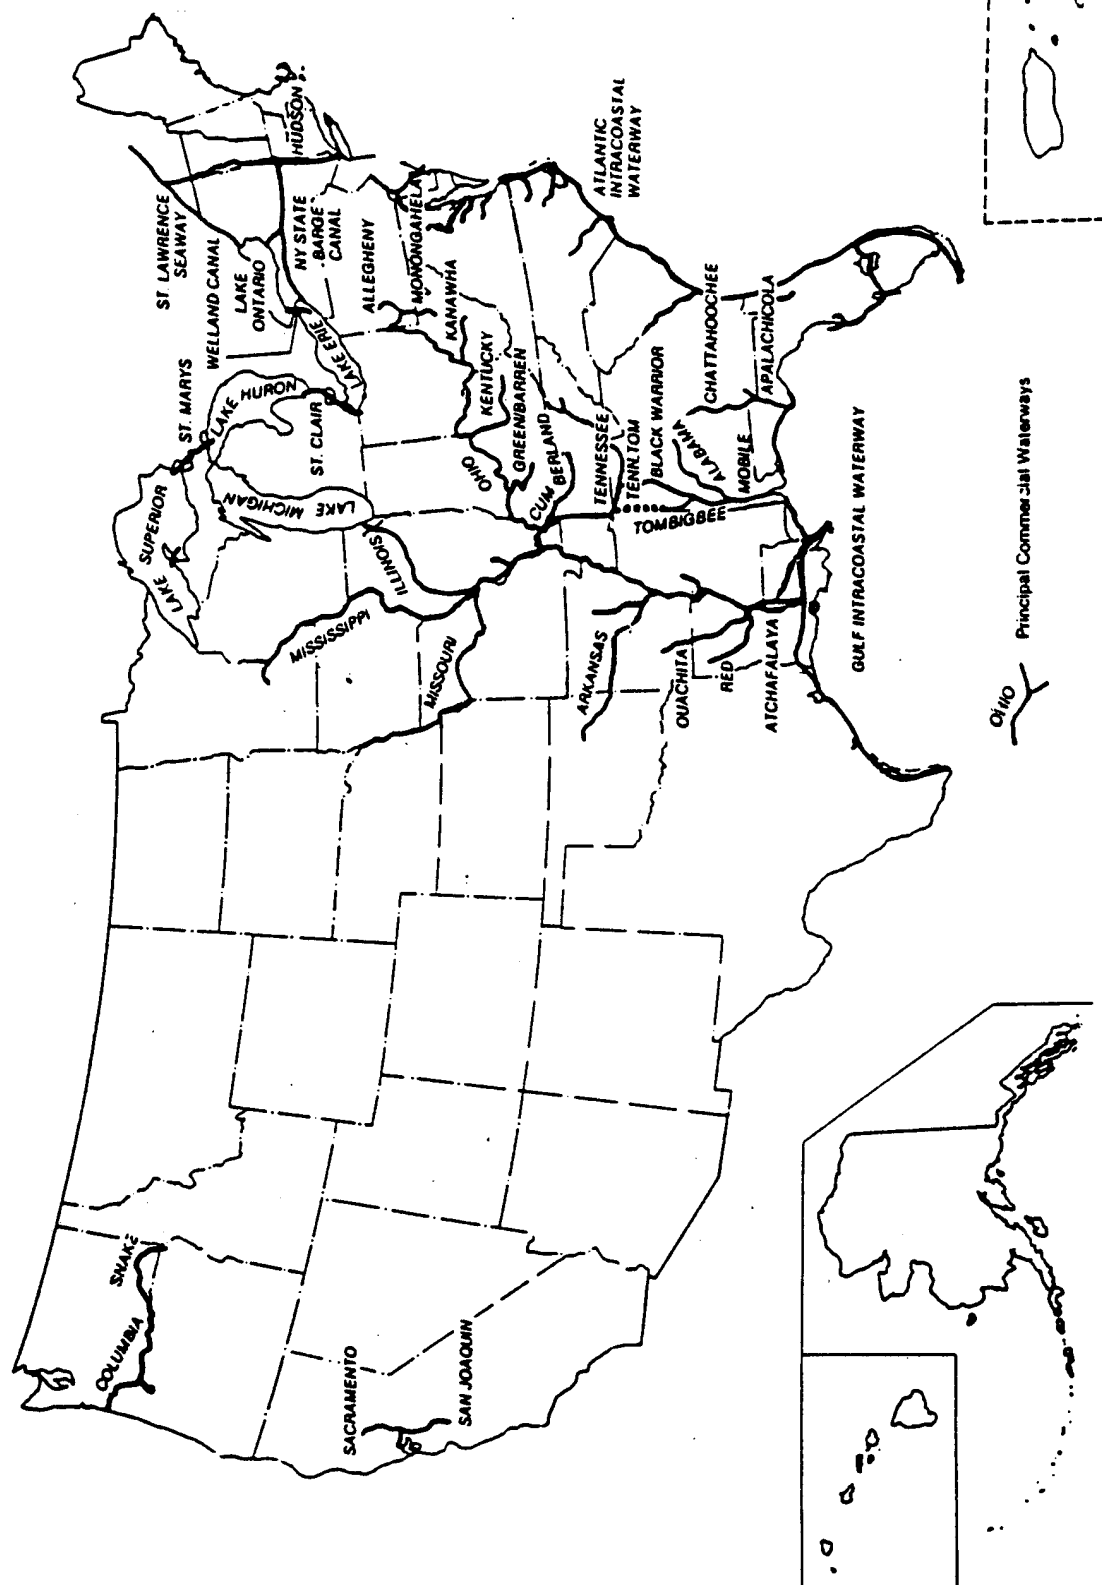 COLUMBIA
SNAKE
SACRAMENTO
SAN JOAQUIN
LAKE SUPERIOR
ST. MARYS
LAKE HURON
LAKE MICHIGAN
ST. CLAIR
WELLAND CANAL
LAKE
ONTARIO
LAKE ERIE
ST. LAWRENCE
SEAWAY
NY STATE
BARGE
CANAL
HUDSON
ALLEGHENY
MONONGAHELA
KANAWHA
KENTUCKY
GREEN/BARREN
OHIO
CUMBERLAND
TENNESSEE
TENN.TOM
BLACK WARRIOR
ALABAMA
MOBILE
TOMBIGBEE
CHATTAHOOCHEE
APALACHICOLA
ATLANTIC
INTRACOASTAL
WATERWAY
MISSISSIPPI
ILLINOIS
MISSOURI
ARKANSAS
OUACHITA
RED
ATCHAFALAYA
GULF INTRACOASTAL WATERWAY
OHIO
Principal Commercial Waterways